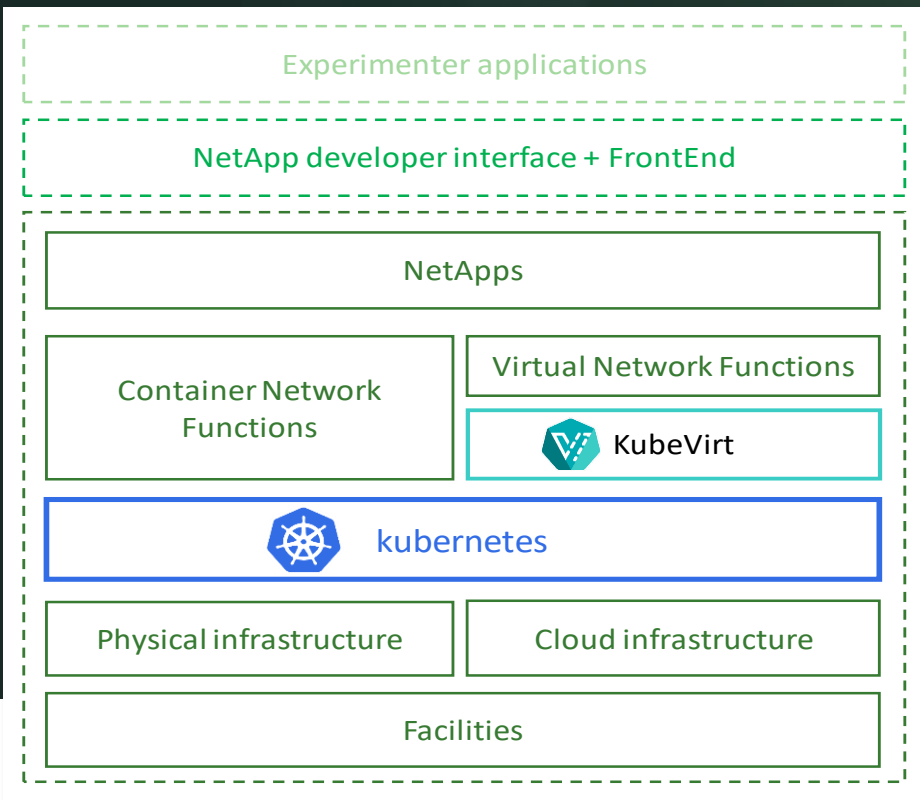 Experimenter applications
NetApp developer interface + FrontEnd
NetApps
Container Network
Functions
Virtual Network Functions
KubeVirt
kubernetes
Physical infrastructure
Cloud infrastructure
Facilities